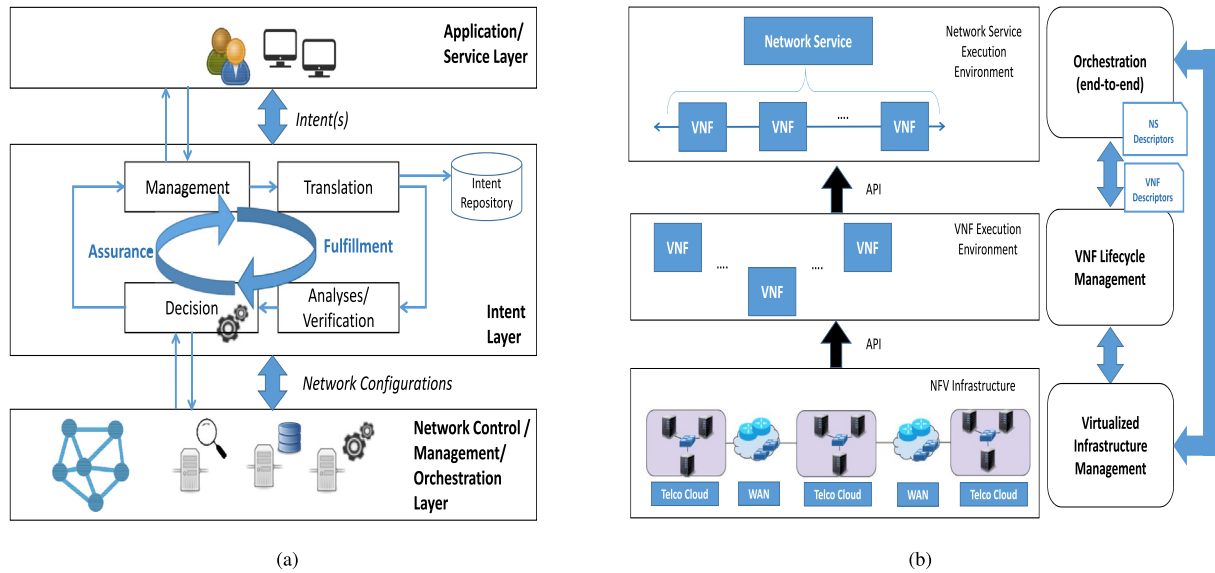 Application/
Service Layer
Intent(s)
Management
Translation
Intent
Repository
Assurance
Fulfillment
Decision
Analyses/
Verification
Intent
Layer
Network Configurations
Network Control /
Management/
Orchestration
Layer
(a)
Network Service
Network Service
Execution
Environment
VNF
VNF
....
VNF
API
VNF Execution
Environment
VNF
....
VNF
....
VNF
API
NFV Infrastructure
Telco Cloud
WAN
Telco Cloud
WAN
Telco Cloud
Orchestration
(end-to-end)
NS
Descriptors
VNF
Descriptors
VNF Lifecycle
Management
Virtualized
Infrastructure
Management
(b)